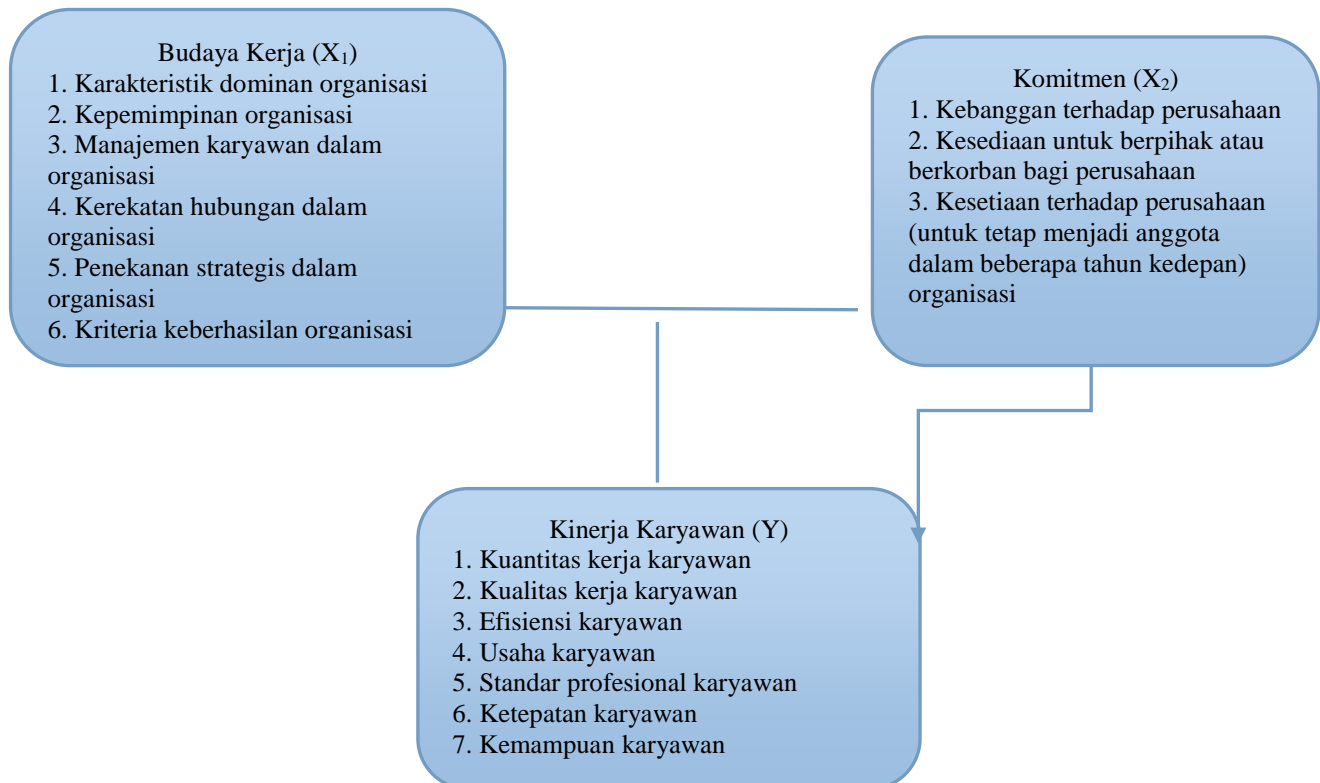 Budaya Kerja (X₁)
1. Karakteristik dominan organisasi
2. Kepemimpinan organisasi
3. Manajemen karyawan dalam
organisasi
4. Kerekatan hubungan dalam
organisasi
5. Penekanan strategis dalam
organisasi
6. Kriteria keberhasilan organisasi
Komitmen (X₂)
1. Kebanggan terhadap perusahaan
2. Kesediaan untuk berpihak atau
berkorban bagi perusahaan
3. Kesetiaan terhadap perusahaan
(untuk tetap menjadi anggota
dalam beberapa tahun kedepan)
organisasi
Kinerja Karyawan (Y)
1. Kuantitas kerja karyawan
2. Kualitas kerja karyawan
3. Efisiensi karyawan
4. Usaha karyawan
5. Standar profesional karyawan
6. Ketepatan karyawan
7. Kemampuan karyawan